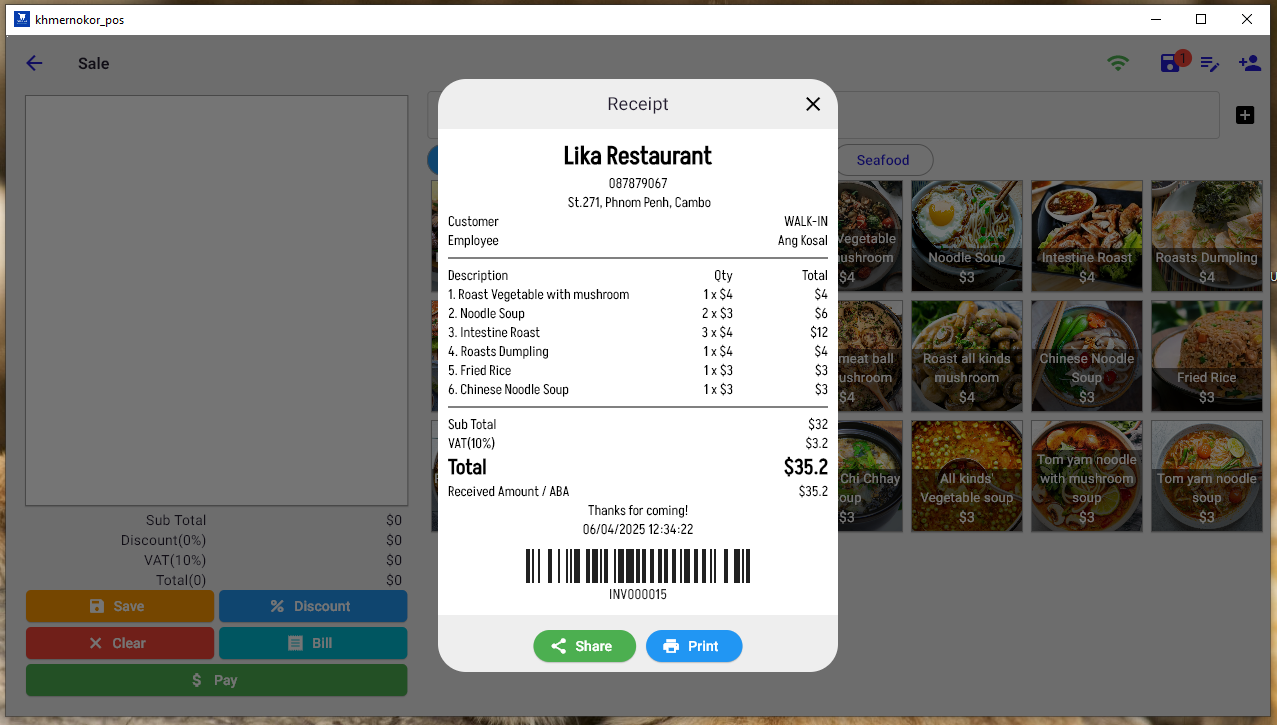 khmernokor_pos
Sale
1
Receipt
Lika Restaurant
087879067
St.271, Phnom Penh, Cambo
Customer WALK-IN
Employee Ang Kosal
Description Qty Total
1. Roast Vegetable with mushroom 1 x $4 $4
2. Noodle Soup 2 x $3 $6
3. Intestine Roast 3 x $4 $12
4. Roasts Dumpling 1 x $4 $4
5. Fried Rice 1 x $3 $3
6. Chinese Noodle Soup 1 x $3 $3
Sub Total $32
VAT(10%) $3.2
Total $35.2
Received Amount / ABA $35.2
Thanks for coming!
06/04/2025 12:34:22
INV000015
Share
Print
Sub Total $0
Discount(0%) $0
VAT(10%) $0
Total(0) $0
Save
Discount
Clear
Bill
$ Pay
Seafood
Vegetable
$4
Noodle Soup
$3
Intestine Roast
$4
Roasts Dumpling
$4
meat ball
$4
Roast all kinds
mushroom
$4
Chinese Noodle
Soup
$3
Fried Rice
$3
Chi Chhay
$3
All kinds'
Vegetable soup
$3
Tom yam noodle
with mushroom
soup
$3
Tom yam noodle
soup
$3